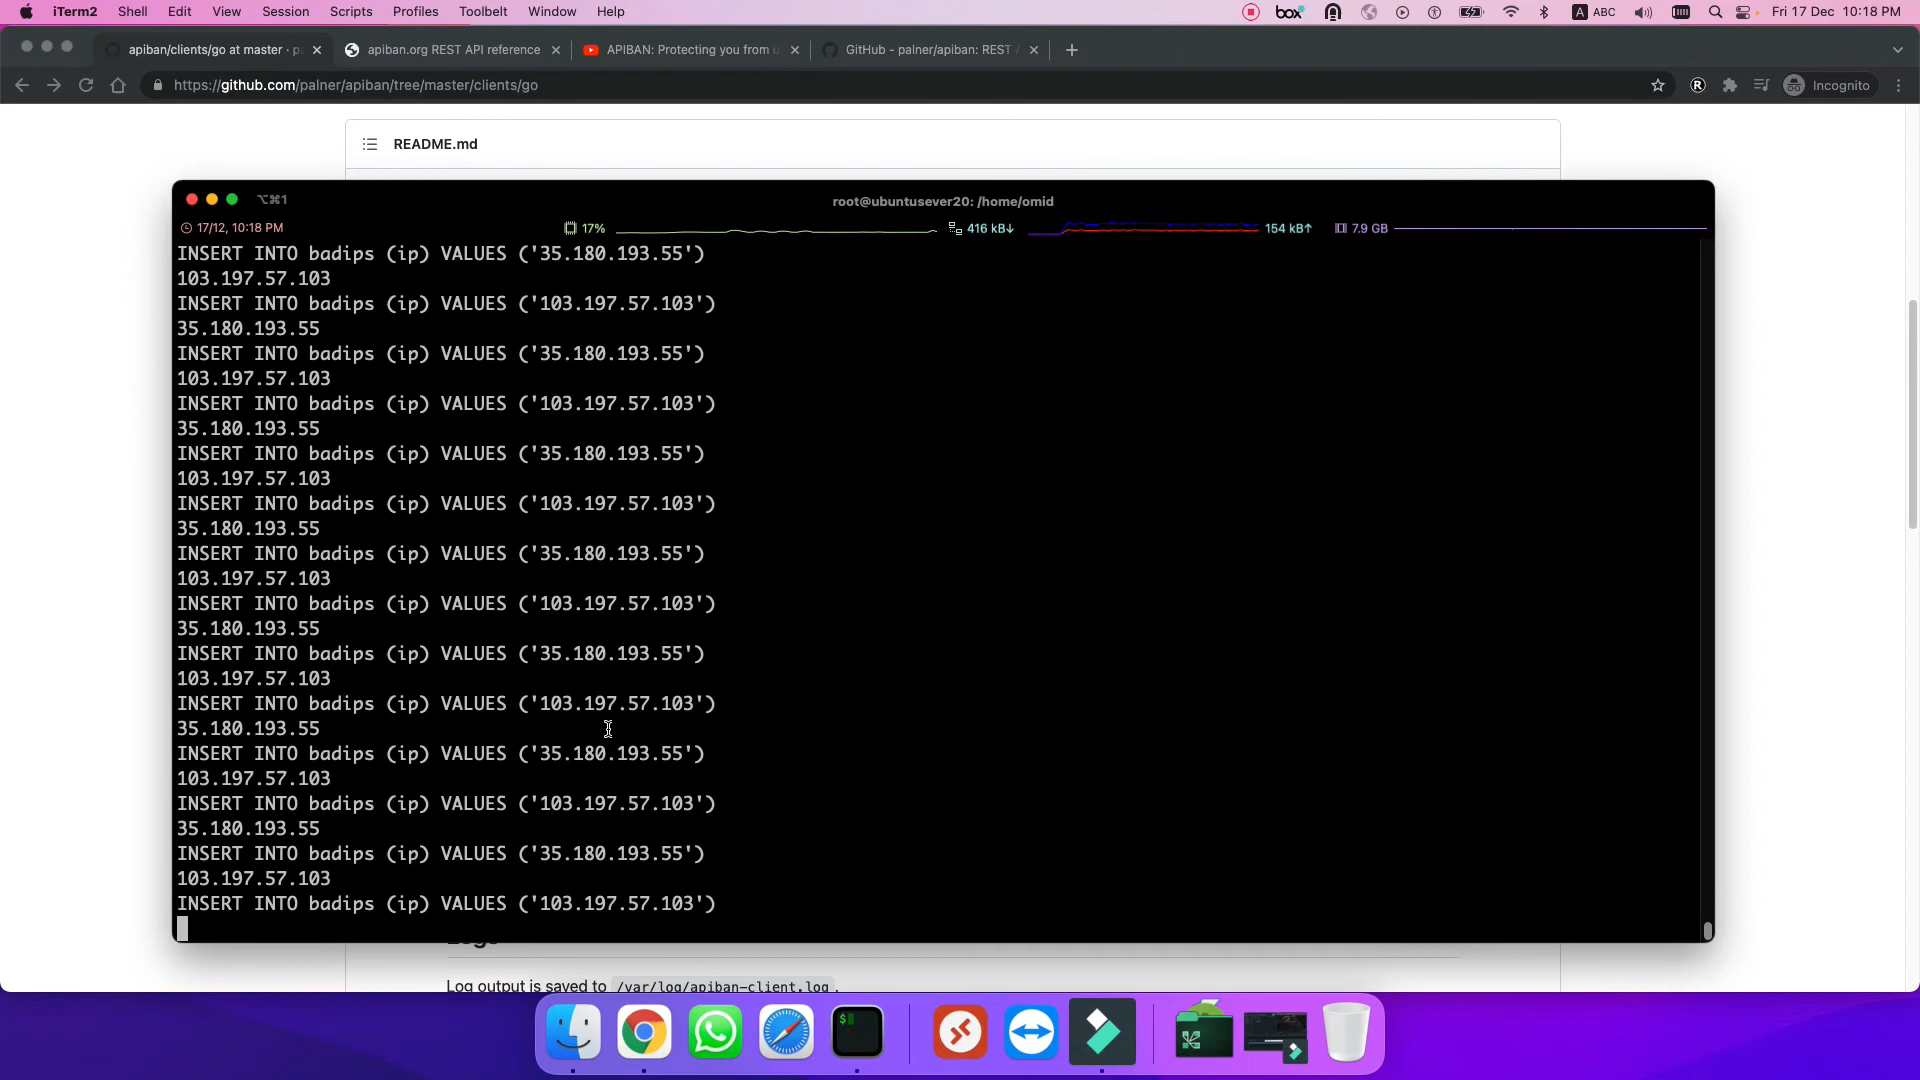 iTerm2 Shell Edit View Session Scripts Profiles Toolbelt Window Help box A ABC Fri 17 Dec 10:18 PM
apiban/clients/go at master · p apiban.org REST API reference APIBAN: Protecting you from u GitHub - palner/apiban: REST A
https://github.com/palner/apiban/tree/master/clients/go R Incognito
README.md
⌥⌘1 root@ubuntusever20: /home/omid
17/12, 10:18 PM 17% 416 kB↓ 154 kB↑ 7.9 GB
INSERT INTO badips (ip) VALUES ('35.180.193.55')
103.197.57.103
INSERT INTO badips (ip) VALUES ('103.197.57.103')
35.180.193.55
INSERT INTO badips (ip) VALUES ('35.180.193.55')
103.197.57.103
INSERT INTO badips (ip) VALUES ('103.197.57.103')
35.180.193.55
INSERT INTO badips (ip) VALUES ('35.180.193.55')
103.197.57.103
INSERT INTO badips (ip) VALUES ('103.197.57.103')
35.180.193.55
INSERT INTO badips (ip) VALUES ('35.180.193.55')
103.197.57.103
INSERT INTO badips (ip) VALUES ('103.197.57.103')
35.180.193.55
INSERT INTO badips (ip) VALUES ('35.180.193.55')
103.197.57.103
INSERT INTO badips (ip) VALUES ('103.197.57.103')
35.180.193.55
INSERT INTO badips (ip) VALUES ('35.180.193.55')
103.197.57.103
INSERT INTO badips (ip) VALUES ('103.197.57.103')
35.180.193.55
INSERT INTO badips (ip) VALUES ('35.180.193.55')
103.197.57.103
INSERT INTO badips (ip) VALUES ('103.197.57.103')
Log output is saved to /var/log/apiban-client.log.
$